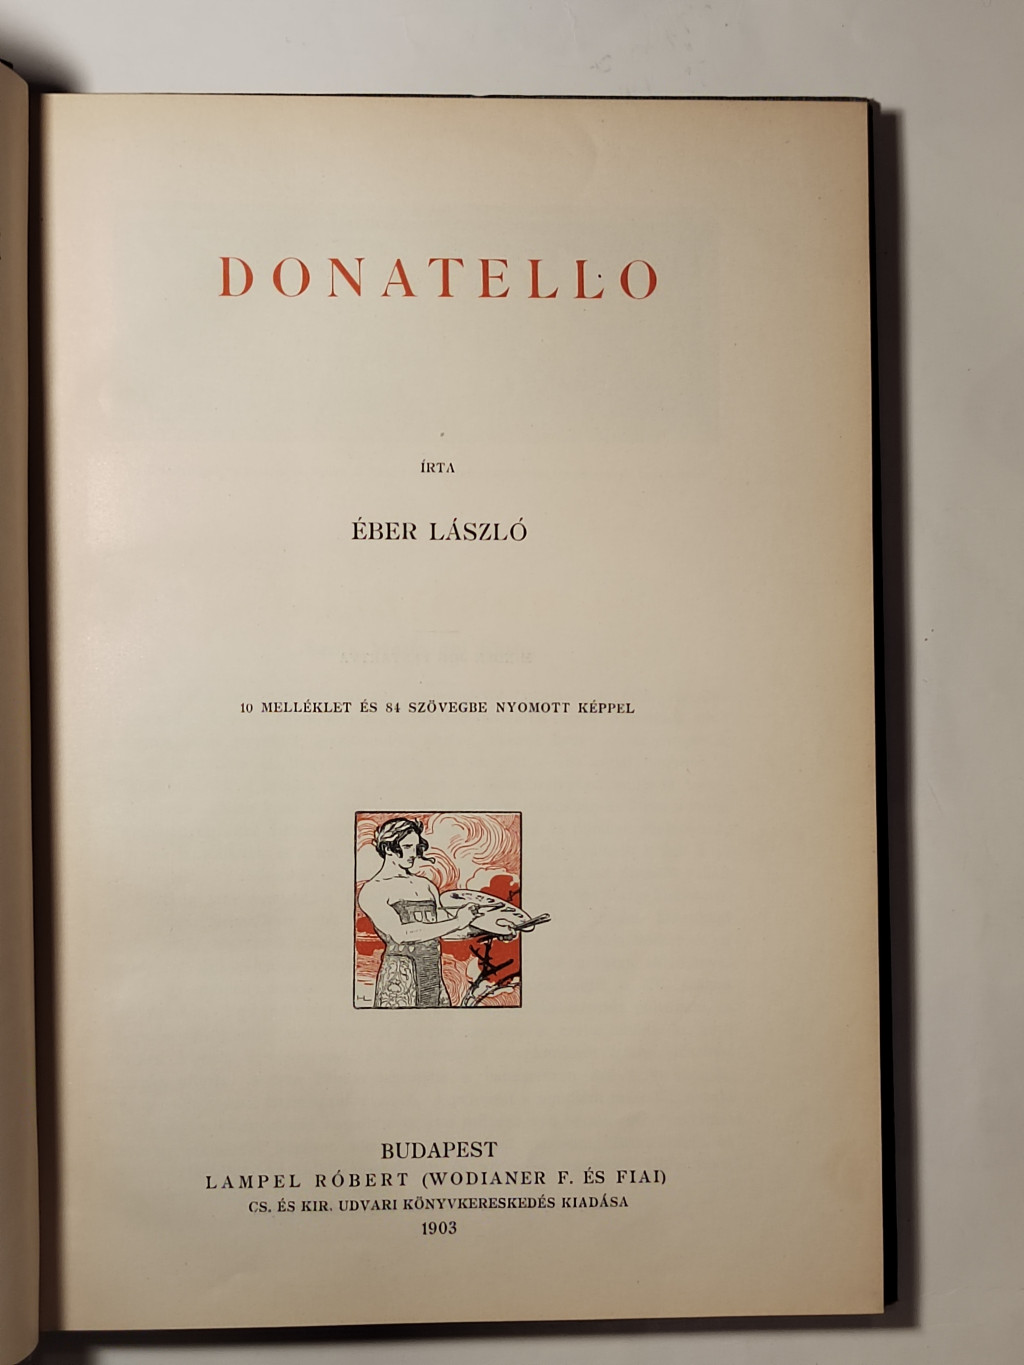 DONATELLO
ÍRTA
ÉBER LÁSZLÓ
10 MELLÉKLET ÉS 84 SZÖVEGBE NYOMOTT KÉPPEL
HL
BUDAPEST
LAMPEL RÓBERT (WODIANER F. ÉS FIAI)
CS. ÉS KIR. UDVARI KÖNYVKERESKEDÉS KIADÁSA
1903